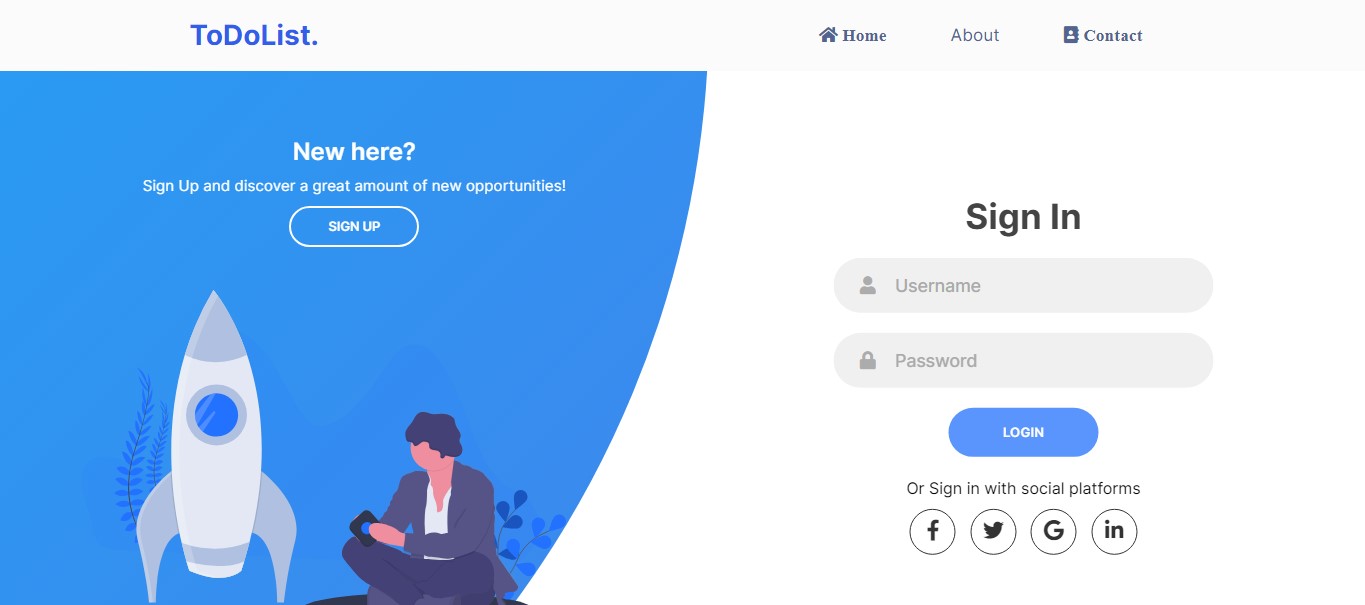 ToDoList.
Home About Contact
New here?
Sign Up and discover a great amount of new opportunities!
SIGN UP
Sign In
Username
Password
LOGIN
Or Sign in with social platforms